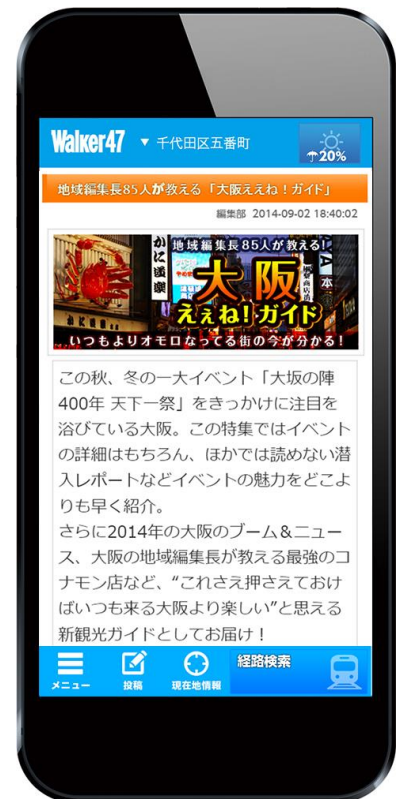 Walker47 ▼ 千代田区五番町
20%
地域編集長85人が教える「大阪ええね！ガイド」
編集部 2014-09-02 18:40:02
かに道楽
地域編集長85人が教える!
大阪
ええね!ガイド
いつもよりオモロなってる街の今が分かる!
この秋、冬の一大イベント「大坂の陣
400年 天下一祭」をきっかけに注目を
浴びている大阪。この特集ではイベント
の詳細はもちろん、ほかでは読めない潜
入レポートなどイベントの魅力をどこよ
りも早く紹介。
さらに2014年の大阪のブーム＆ニュー
ス、大阪の地域編集長が教える最強のコ
ナモン店など、“これさえ押さえておけ
ばいつも来る大阪より楽しい”と思える
新観光ガイドとしてお届け！
メニュー
投稿
現在地情報
経路検索